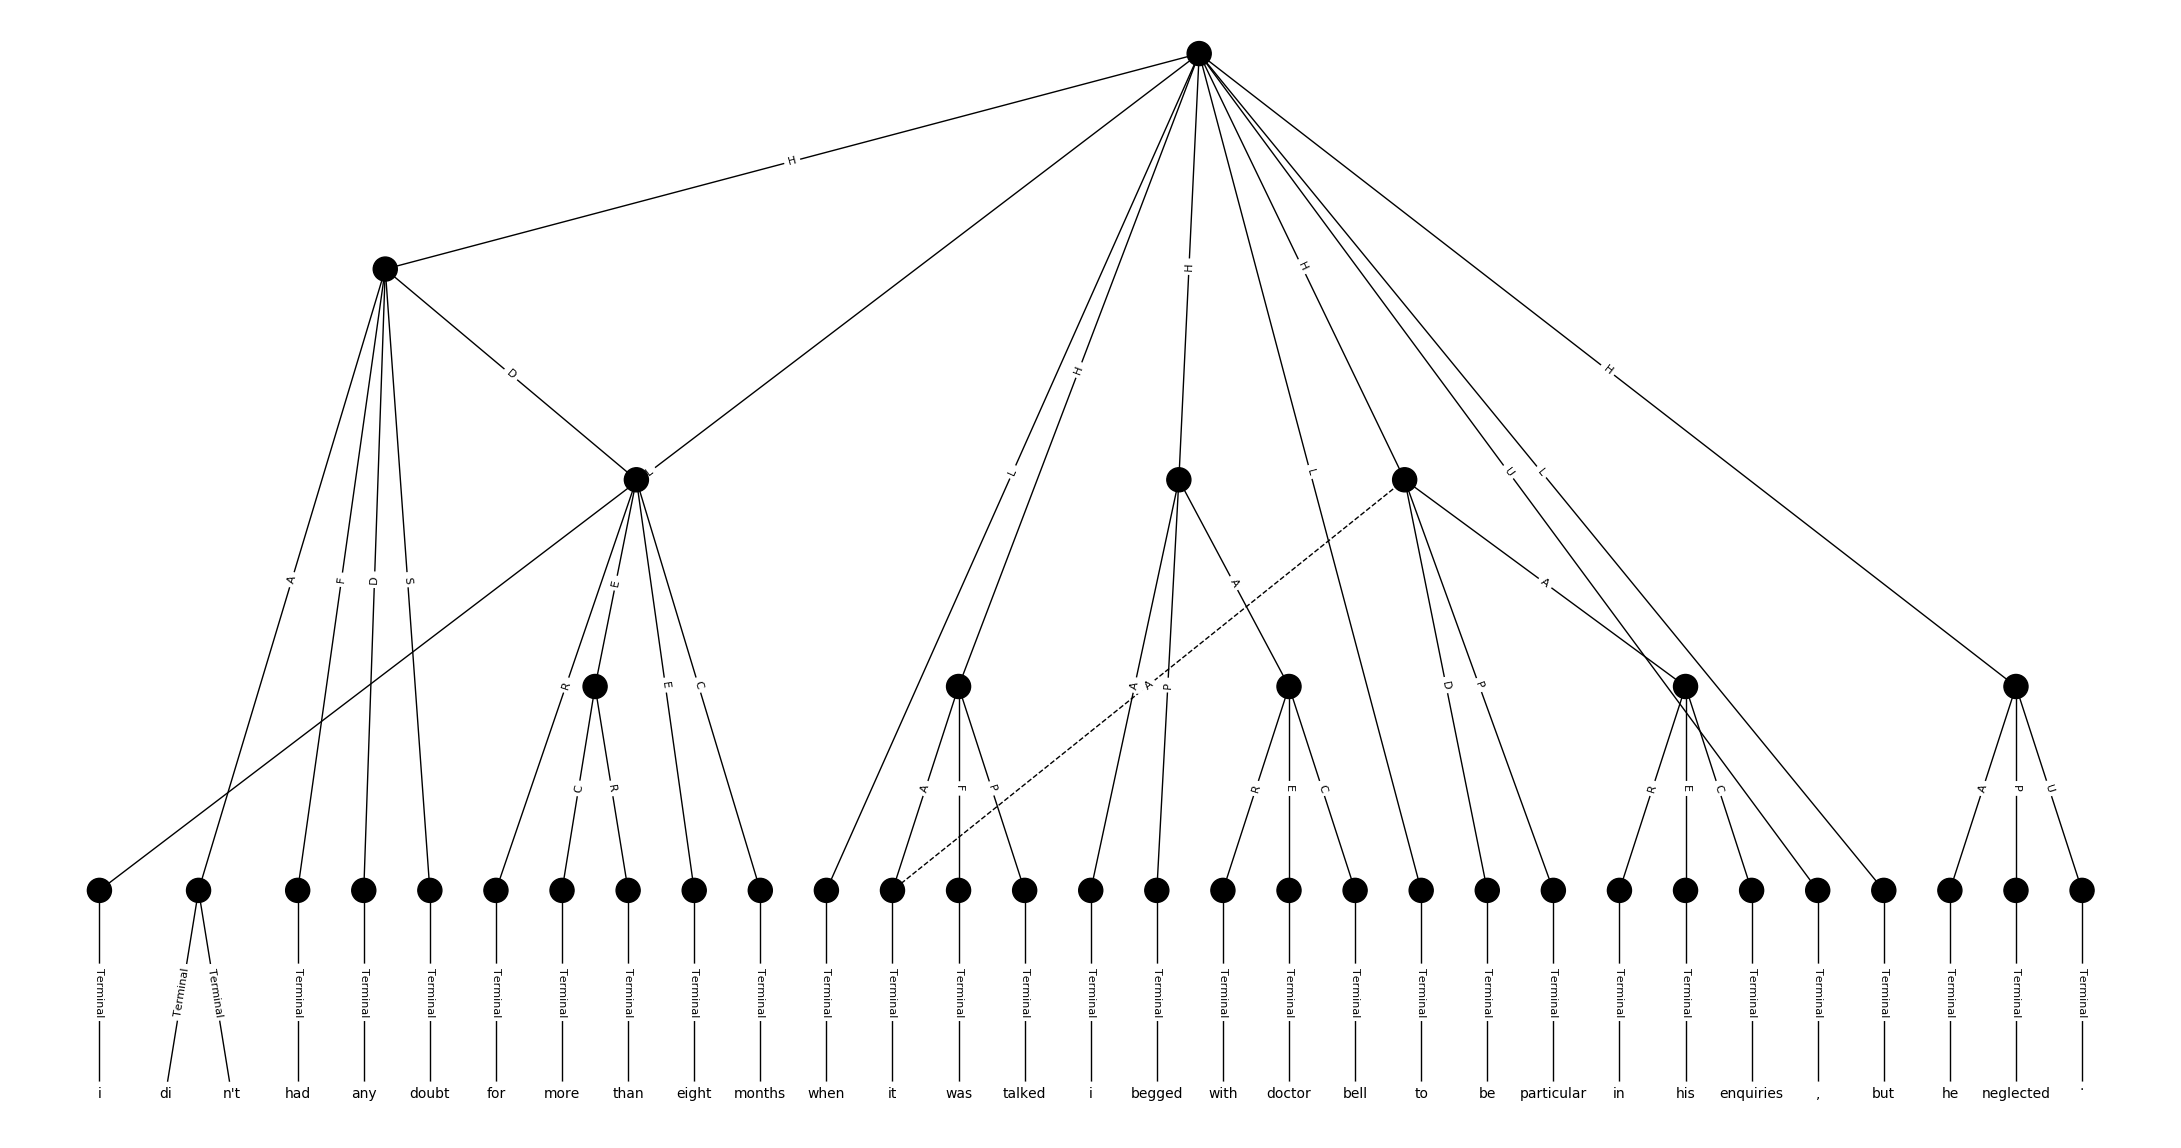 H
D
L
H
H
H
L
H
L
U
L
A
F
D
S
E
R
E
C
A
P
A
A
D
P
A
C
R
A
F
P
R
E
C
R
E
C
A
P
U
Terminal Terminal Terminal Terminal Terminal Terminal Terminal Terminal Terminal Terminal Terminal Terminal Terminal Terminal Terminal Terminal Terminal Terminal Terminal Terminal Terminal Terminal Terminal Terminal Terminal Terminal Terminal Terminal Terminal Terminal Terminal
i di n't had any doubt for more than eight months when it was talked i begged with doctor bell to be particular in his enquiries , but he neglected .